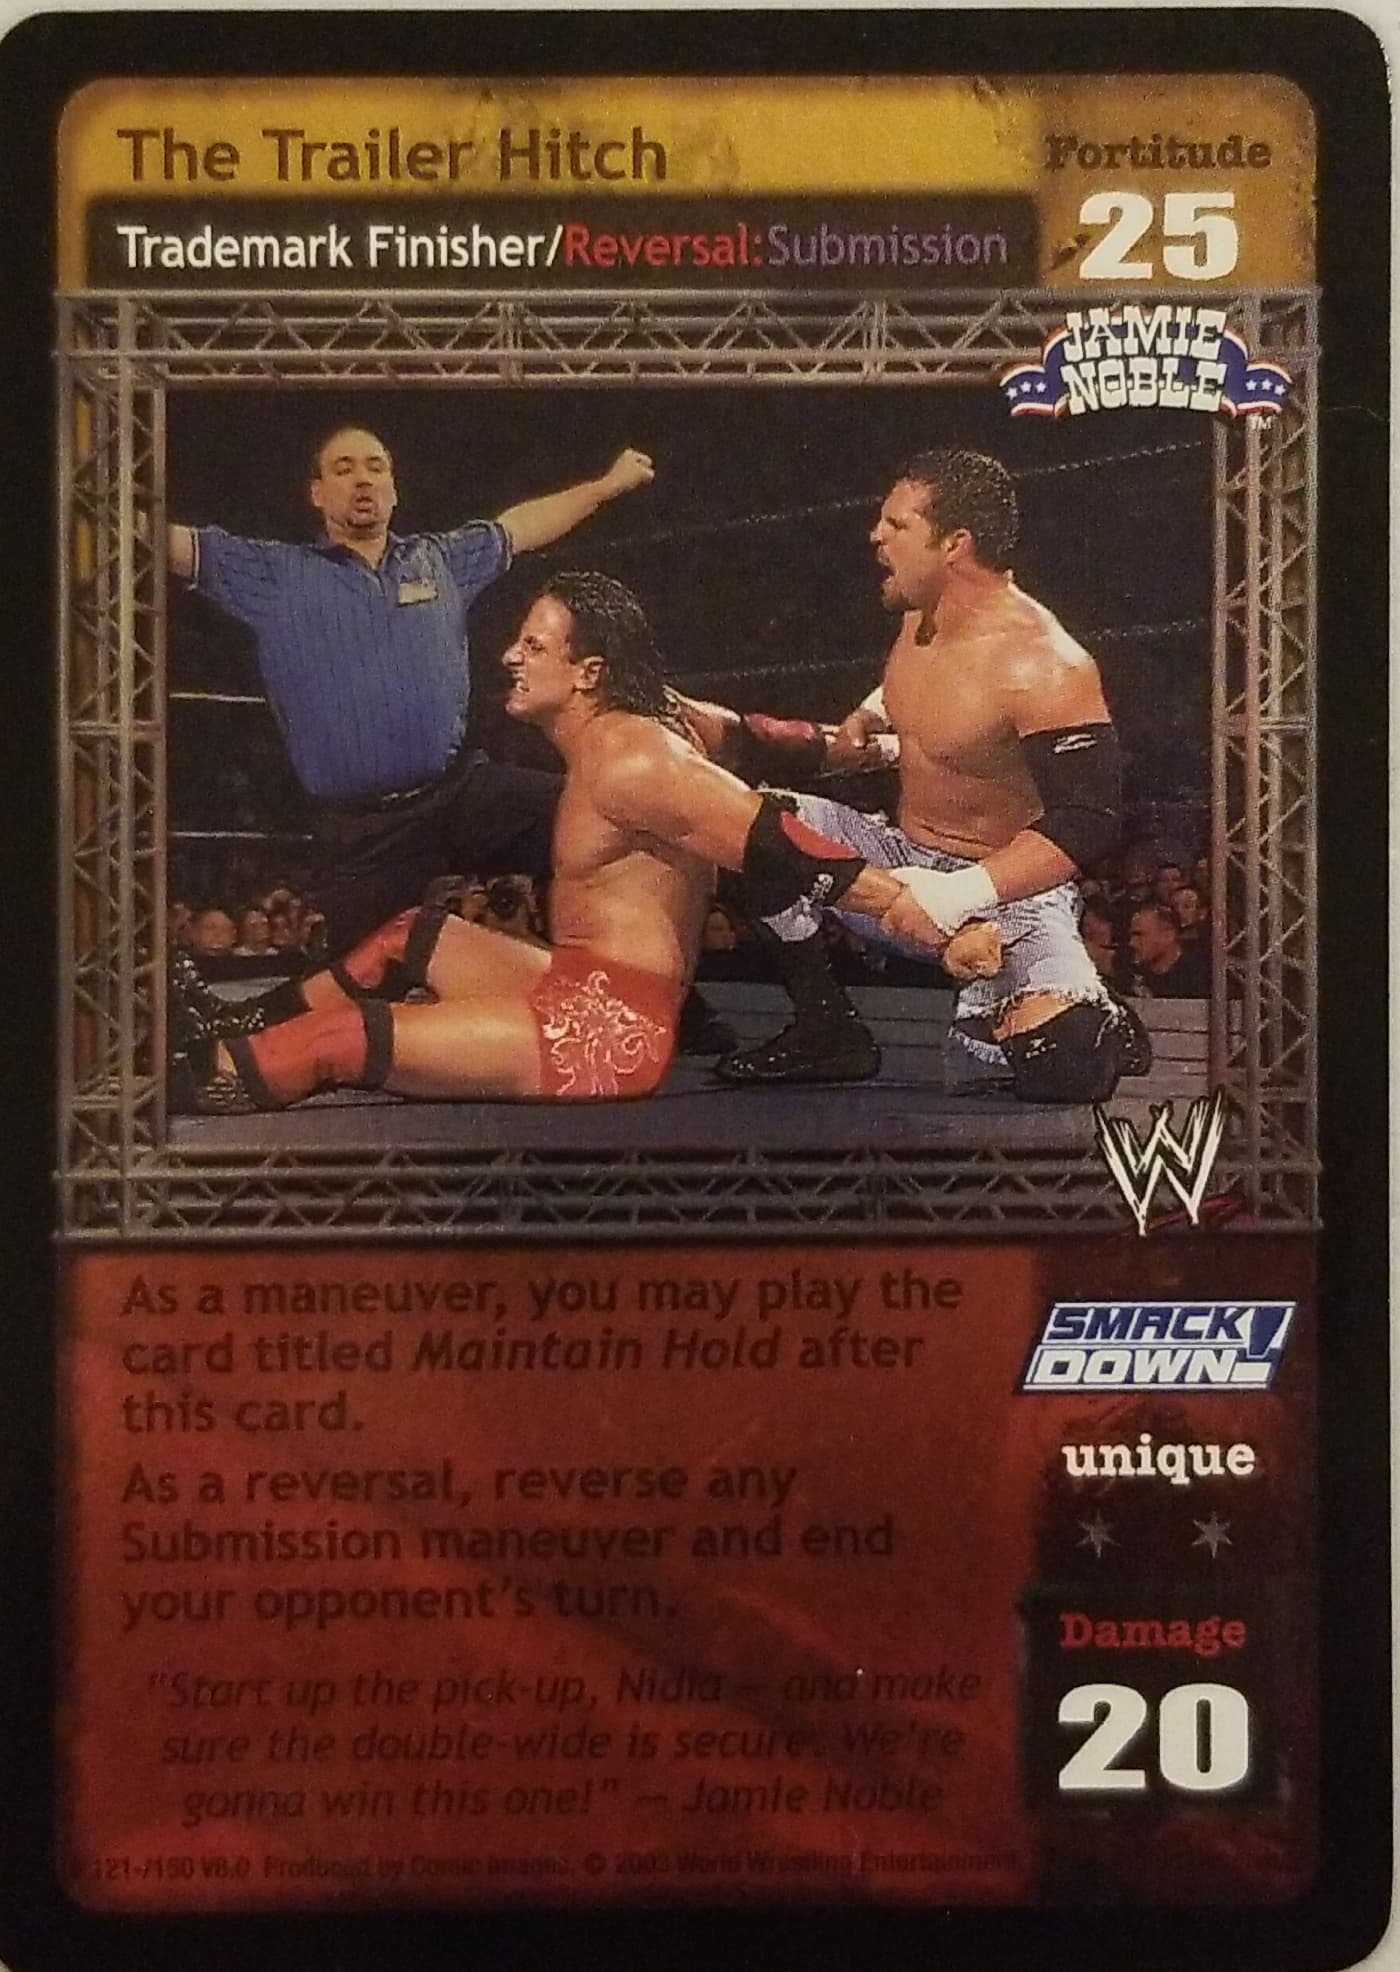 The Trailer Hitch
Fortitude
Trademark Finisher/Reversal:Submission
25
JAMIE
NOBLE
TM
W
As a maneuver, you may play the
card titled Maintain Hold after
this card.
As a reversal, reverse any
Submission maneuver and end
your opponent's turn.
"Start up the pick-up, Nidia — and make
sure the double-wide is secure. We're
gonna win this one!" — Jamie Noble
SMACK
DOWN!
unique
Damage
20
/150 V8.0 Produced by Comic Images. © 2003 World Wrestling Entertainment,